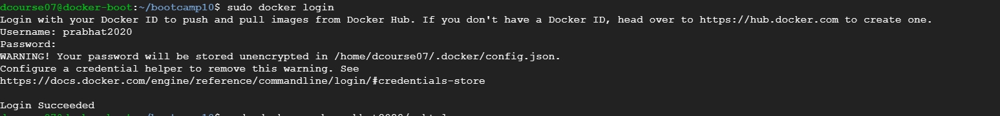 dcourse07@docker-boot:~/bootcamp10$ sudo docker login
Login with your Docker ID to push and pull images from Docker Hub. If you don't have a Docker ID, head over to https://hub.docker.com to create one.
Username: prabhat2020
Password:
WARNING! Your password will be stored unencrypted in /home/dcourse07/.docker/config.json.
Configure a credential helper to remove this warning. See
https://docs.docker.com/engine/reference/commandline/login/#credentials-store
Login Succeeded